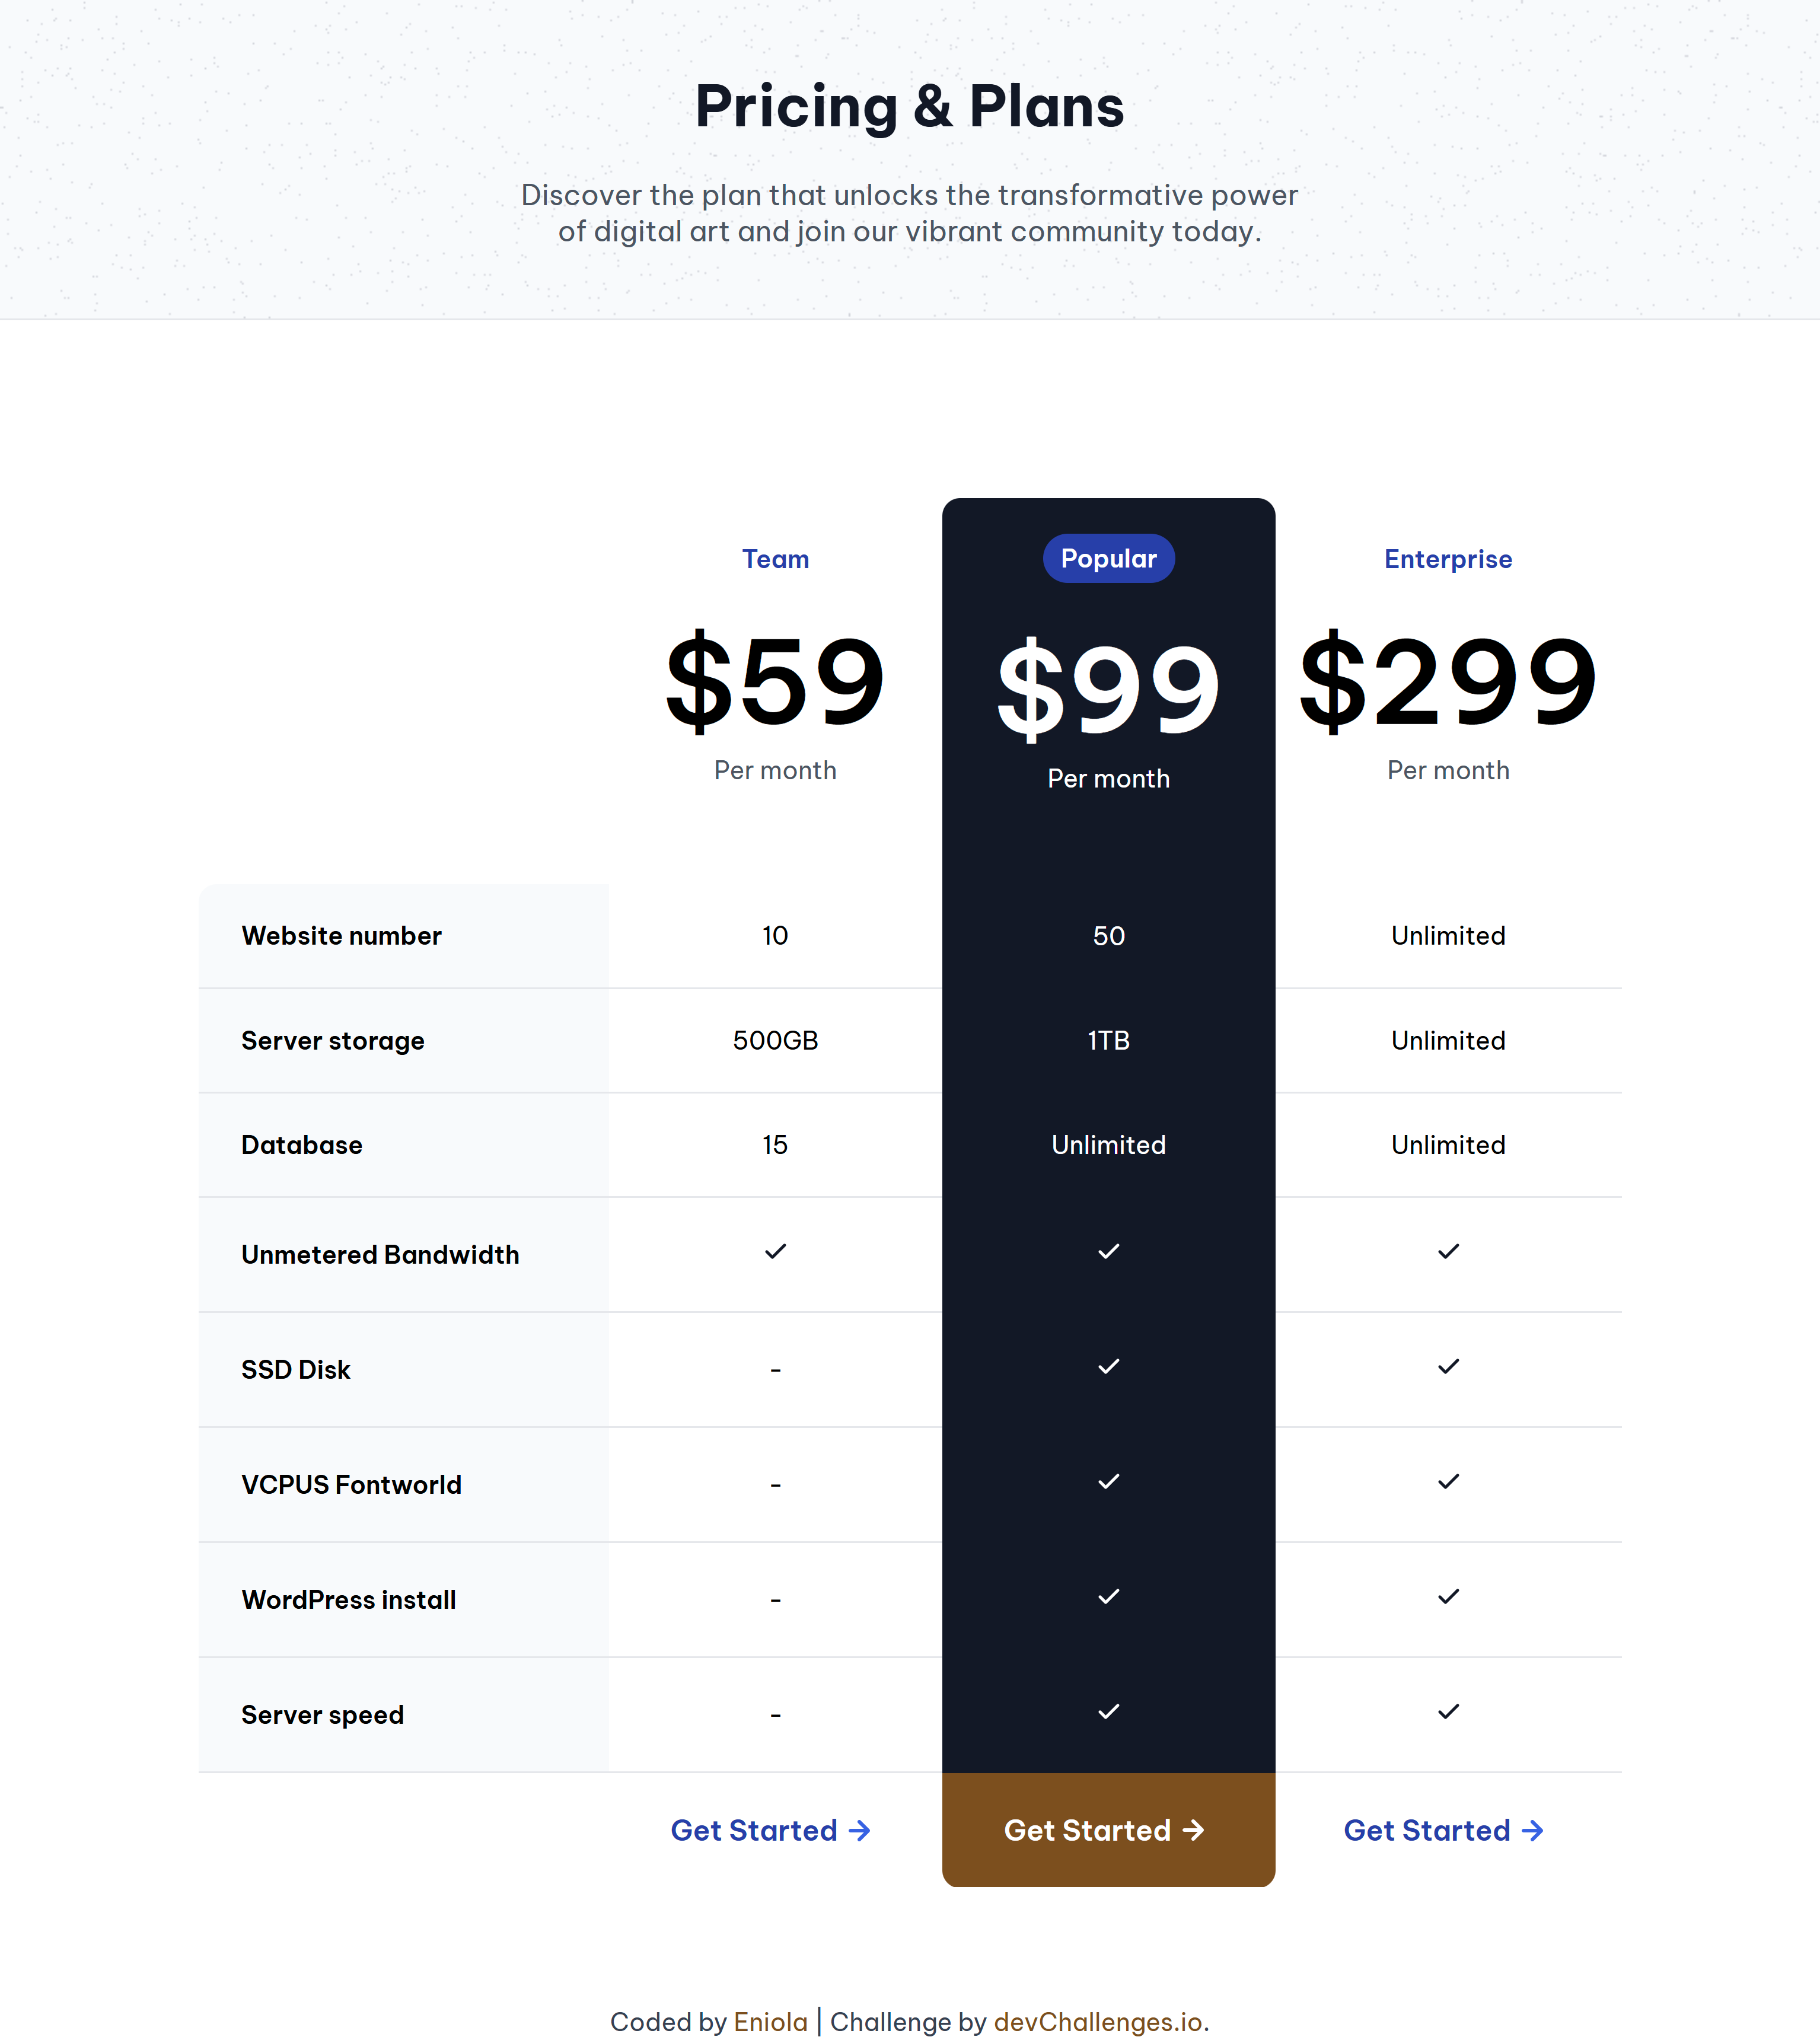 Pricing & Plans
Discover the plan that unlocks the transformative power
of digital art and join our vibrant community today.
Team
Popular
Enterprise
$59
$99
$299
Per month
Per month
Per month
Website number 10 50 Unlimited
Server storage 500GB 1TB Unlimited
Database 15 Unlimited Unlimited
Unmetered Bandwidth ✓ ✓ ✓
SSD Disk - ✓ ✓
VCPUS Fontworld - ✓ ✓
WordPress install - ✓ ✓
Server speed - ✓ ✓
Get Started → Get Started → Get Started →
Coded by Eniola | Challenge by devChallenges.io.